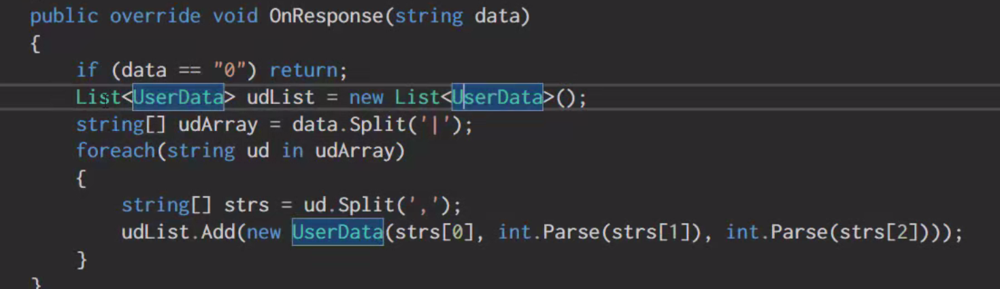 public override void OnResponse(string data)
{
if (data == "0") return;
List<UserData> udList = new List<UserData>();
string[] udArray = data.Split('|');
foreach(string ud in udArray)
{
string[] strs = ud.Split(',');
udList.Add(new UserData(strs[0], int.Parse(strs[1]), int.Parse(strs[2])));
}
}